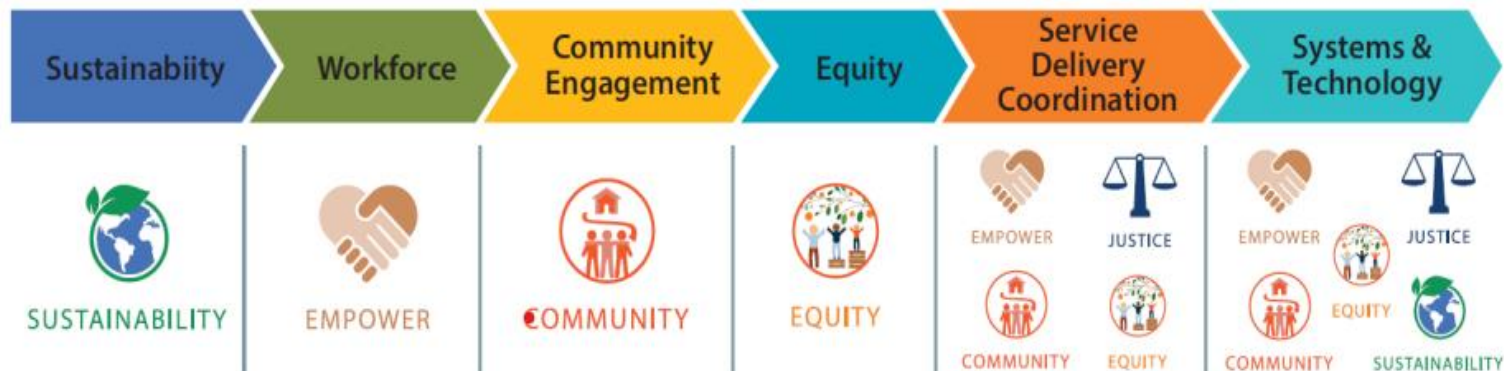 Sustainabiity
Workforce
Community
Engagement
Equity
Service
Delivery
Coordination
Systems &
Technology
SUSTAINABILITY
EMPOWER
COMMUNITY
EQUITY
EMPOWER
JUSTICE
COMMUNITY
EQUITY
EMPOWER
JUSTICE
EQUITY
COMMUNITY
SUSTAINABILITY